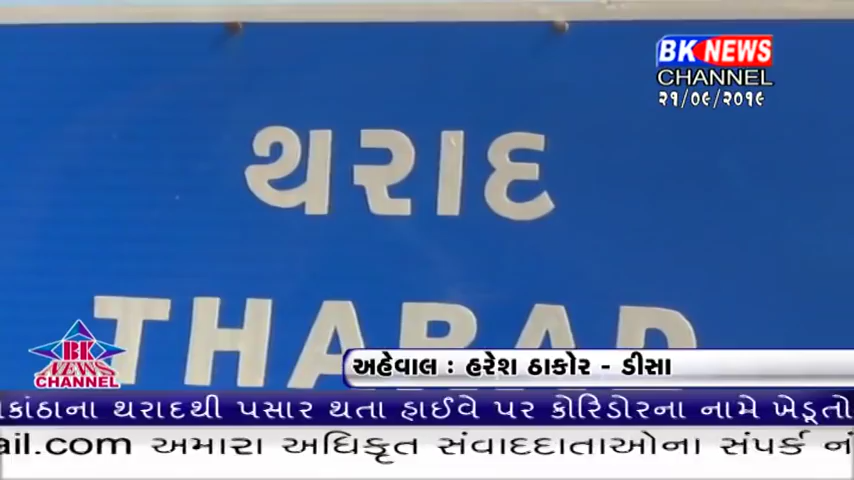 BK NEWS
CHANNEL
૨૧/૦૯/૨૦૧૯
થરાદ
THARAD
BK
NEWS
CHANNEL
અહેવાલ : હરેશ ઠાકોર - ડીસા
કાંઠાના થરાદથી પસાર થતા હાઈવે પર કોરિડોરના નામે ખેડૂતો
ail.com અમારા અધિકૃત સંવાદદાતાઓના સંપર્ક નં